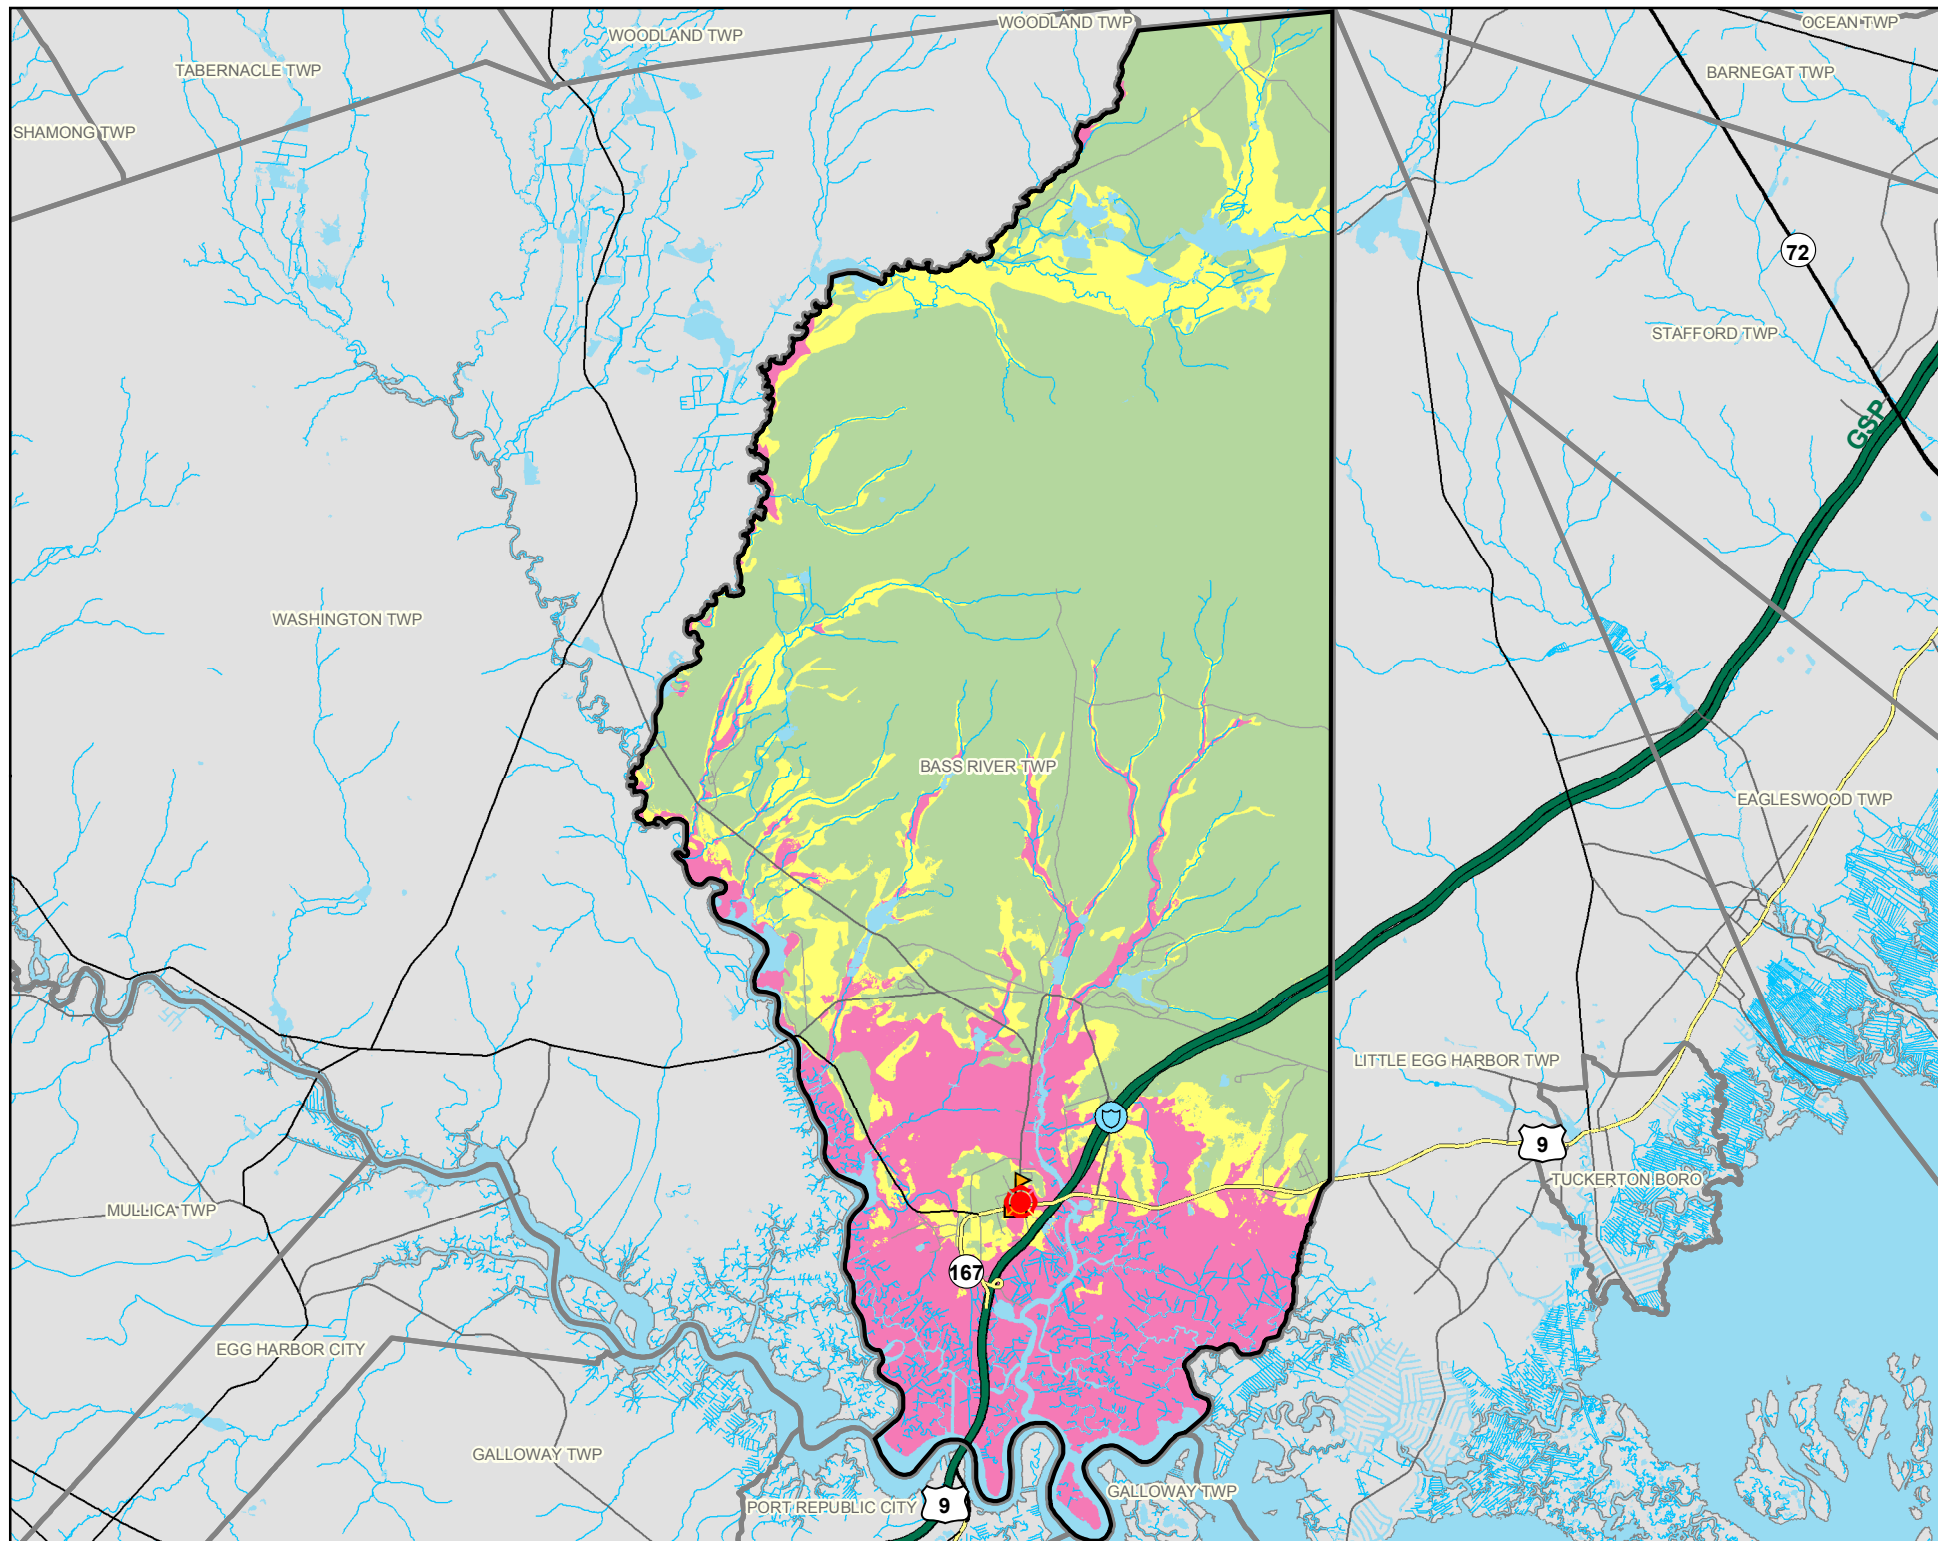 WOODLAND TWP
OCEAN TWP
WOODLAND TWP
TABERNACLE TWP
BARNEGAT TWP
SHAMONG TWP
72
STAFFORD TWP
GSP
WASHINGTON TWP
BASS RIVER TWP
EAGLESWOOD TWP
LITTLE EGG HARBOR TWP
9
TUCKERTON BORO
MULLICA TWP
167
EGG HARBOR CITY
GALLOWAY TWP
GALLOWAY TWP
PORT REPUBLIC CITY
9